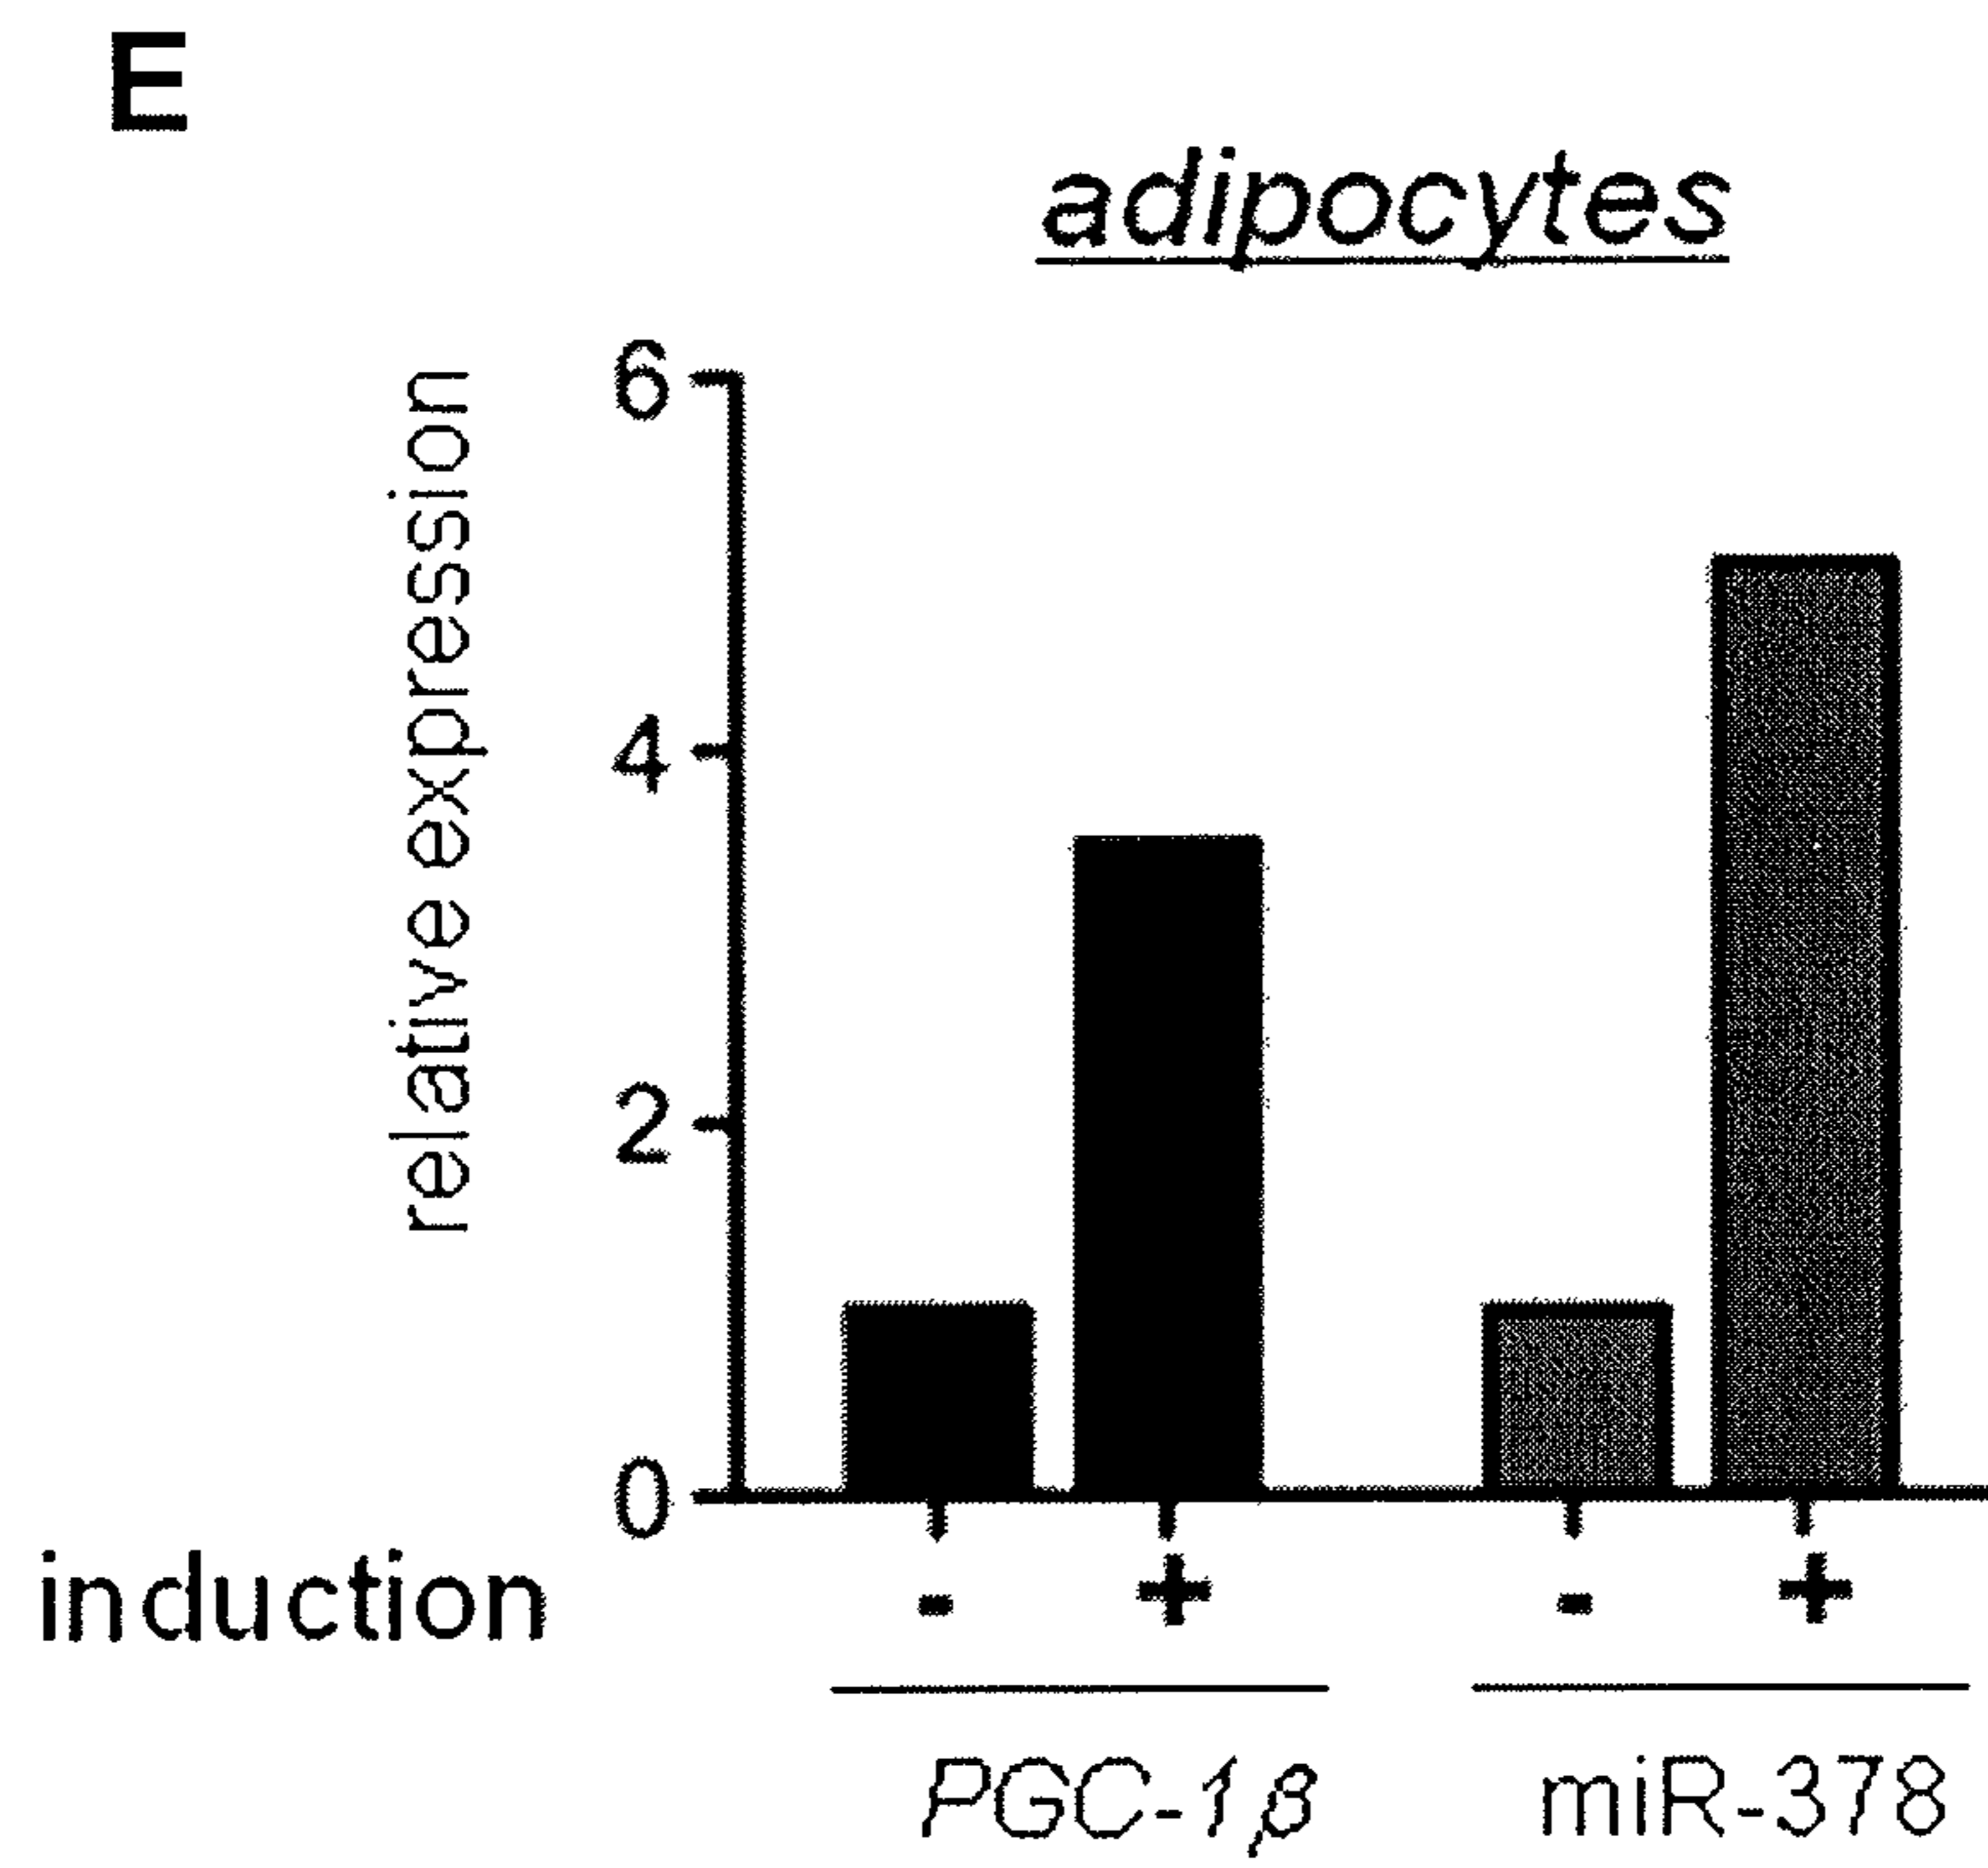 E
adipocytes
relative expression
6
4
2
0
induction - + - +
PGC-1β miR-378